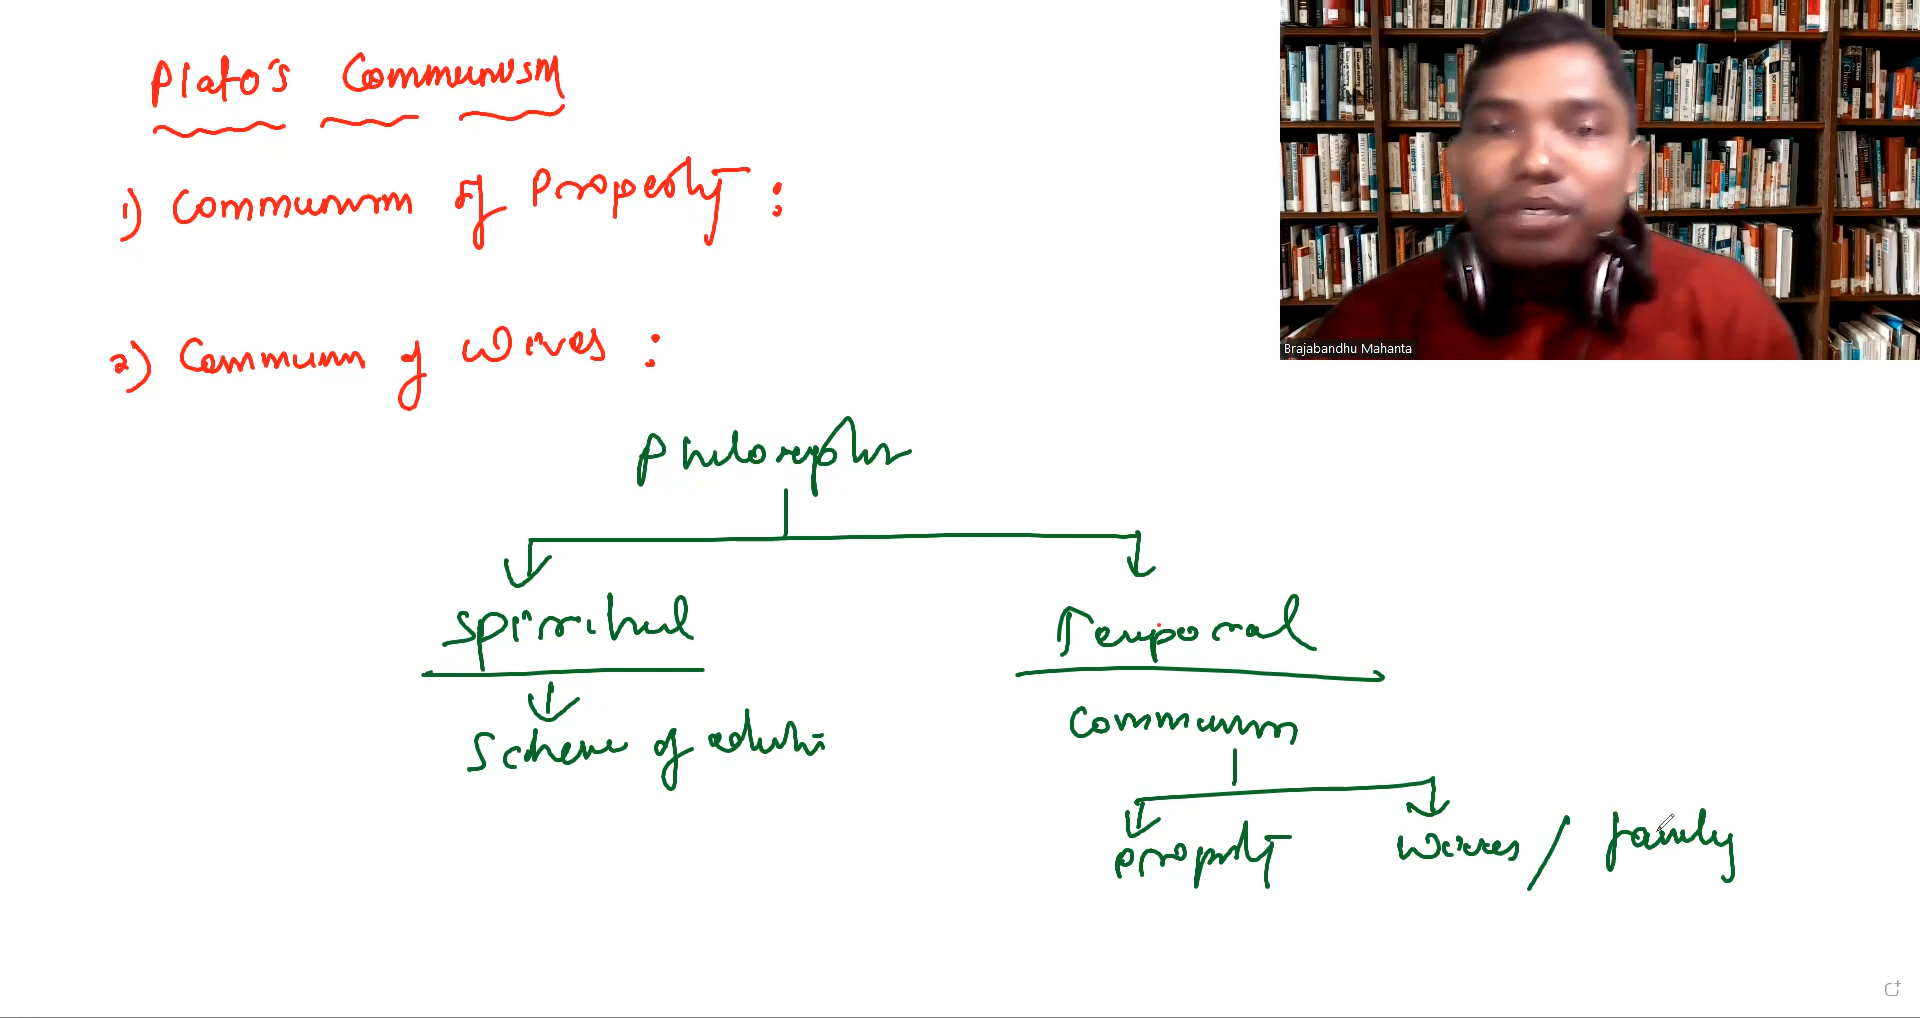 Plato's Communism
1) Communism of Property :
2) Communism of Wives :
Brajabandhu Mahanta
Philosophy
Spiritual
Temporal
Scheme of education
Communism
Property
Wives / family